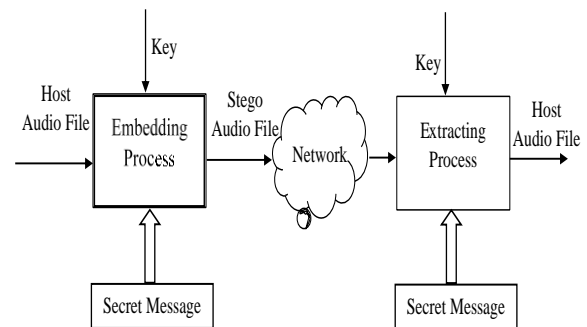 Key
Host
Audio File
Embedding
Process
Stego
Audio File
Network
Key
Extracting
Process
Host
Audio File
Secret Message
Secret Message